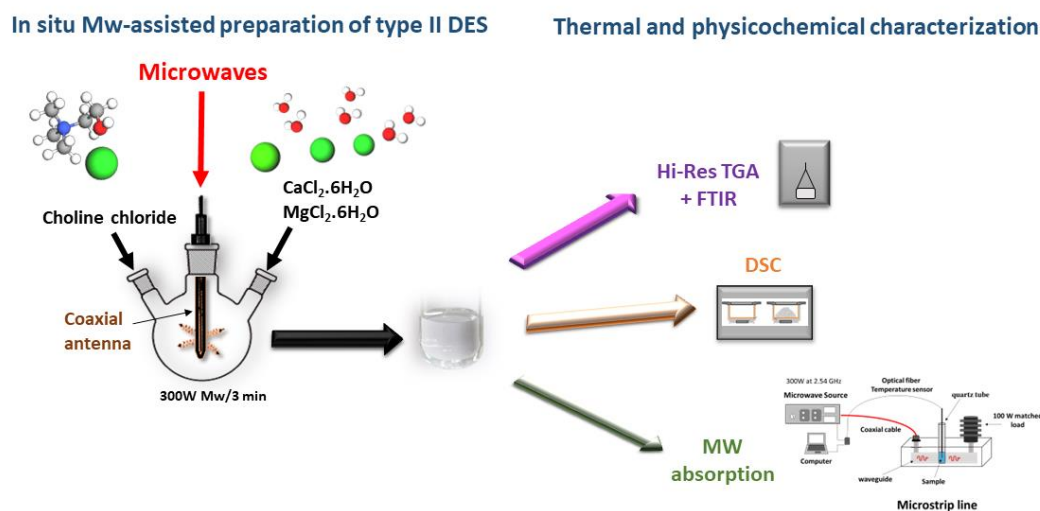 In situ Mw-assisted preparation of type II DES
Thermal and physicochemical characterization
Microwaves
CaCl₂.6H₂O
MgCl₂.6H₂O
Choline chloride
Coaxial
antenna
300W Mw/3 min
Hi-Res TGA
+ FTIR
DSC
MW
absorption
300W at 2.54 GHz
Microwave Source
Optical fiber
Temperature sensor
quartz tube
100 W matched
load
Coaxial cable
Computer
waveguide
Sample
Microstrip line